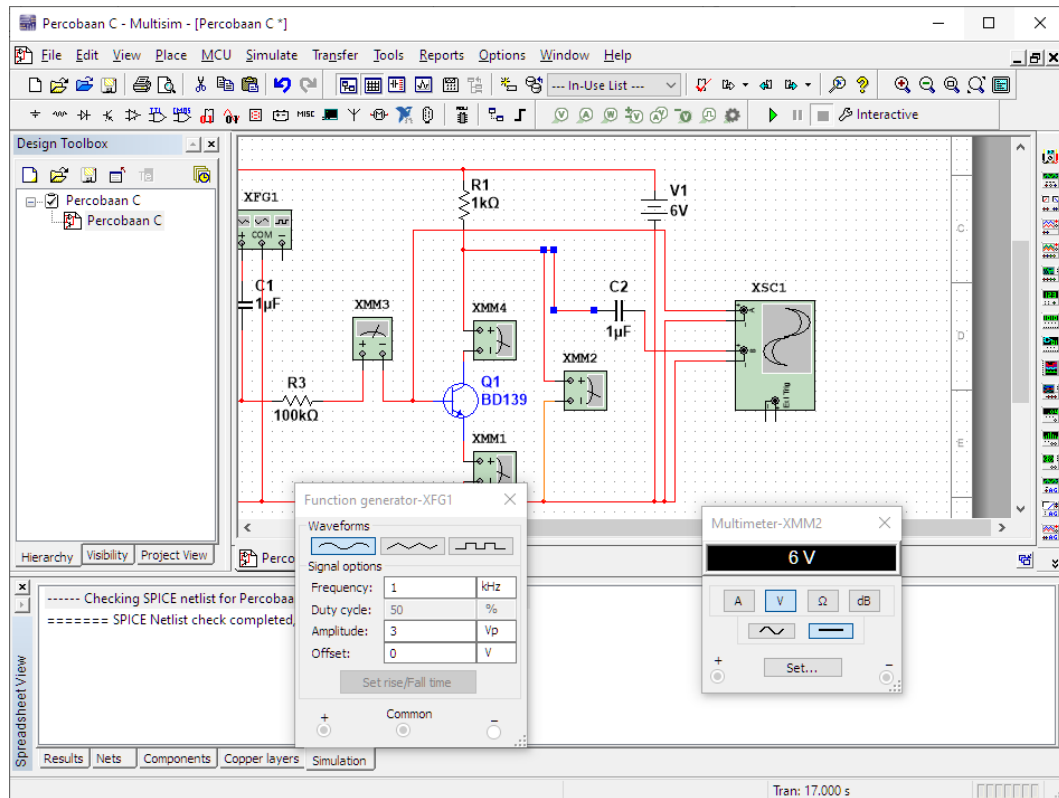 Percobaan C - Multisim - [Percobaan C *]
File Edit View Place MCU Simulate Transfer Tools Reports Options Window Help
--- In-Use List ---
MISC
Interactive
Design Toolbox
Percobaan C
Percobaan C
Hierarchy Visibility Project View
XFG1
COM
C1
1µF
R1
1kΩ
V1
6V
C2
1µF
XSC1
Ext Trig
XMM3
XMM4
XMM2
R3
100kΩ
Q1
BD139
XMM1
C
D
E
Perco
Function generator-XFG1
Waveforms
Signal options
Frequency: 1 kHz
Duty cycle: 50 %
Amplitude: 3 Vp
Offset: 0 V
Set rise/Fall time
+ Common -
Multimeter-XMM2
6 V
A V Ω dB
+ Set... -
------ Checking SPICE netlist for Percobaa
======= SPICE Netlist check completed,
Spreadsheet View
Results Nets Components Copper layers Simulation
Tran: 17.000 s